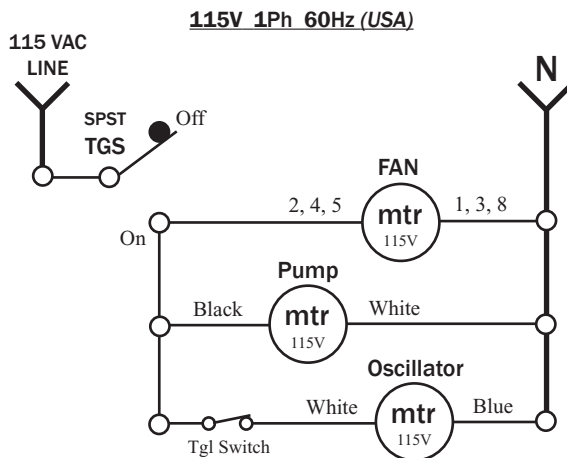 115V 1Ph 60Hz (USA)
115 VAC
LINE
N
SPST
TGS
Off
FAN
2, 4, 5
mtr
115V
1, 3, 8
On
Pump
Black
mtr
115V
White
Oscillator
White
mtr
115V
Blue
Tgl Switch